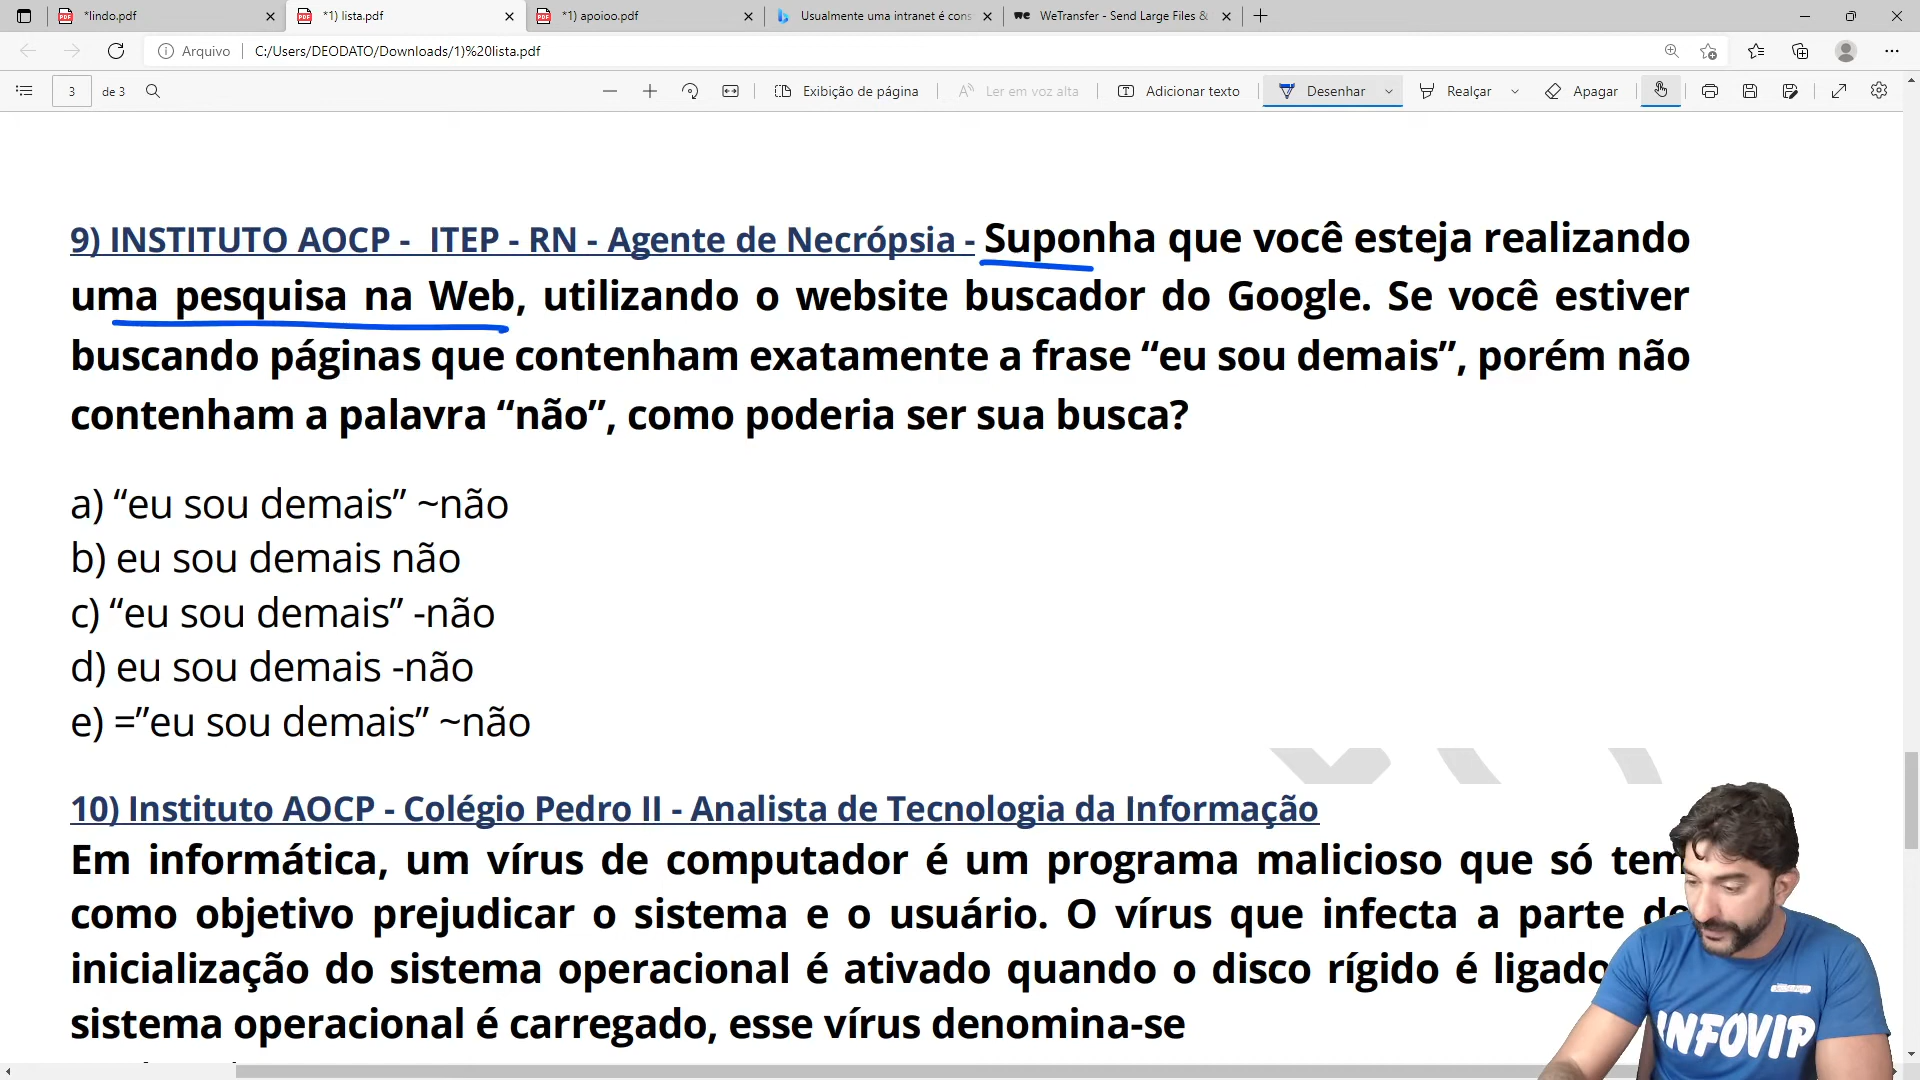 *lindo.pdf
*1) lista.pdf
*1) apoioo.pdf
Usualmente uma intranet é cons
WeTransfer - Send Large Files &
Arquivo
C:/Users/DEODATO/Downloads/1)%20lista.pdf
3 de 3
Exibição de página
Ler em voz alta
Adicionar texto
Desenhar
Realçar
Apagar
9) INSTITUTO AOCP - ITEP - RN - Agente de Necrópsia - Suponha que você esteja realizando
uma pesquisa na Web, utilizando o website buscador do Google. Se você estiver
buscando páginas que contenham exatamente a frase “eu sou demais”, porém não
contenham a palavra “não”, como poderia ser sua busca?
a) “eu sou demais” ~não
b) eu sou demais não
c) “eu sou demais” -não
d) eu sou demais -não
e) =”eu sou demais” ~não
10) Instituto AOCP - Colégio Pedro II - Analista de Tecnologia da Informação
Em informática, um vírus de computador é um programa malicioso que só tem
como objetivo prejudicar o sistema e o usuário. O vírus que infecta a parte de
inicialização do sistema operacional é ativado quando o disco rígido é ligado
sistema operacional é carregado, esse vírus denomina-se
INFOVIP